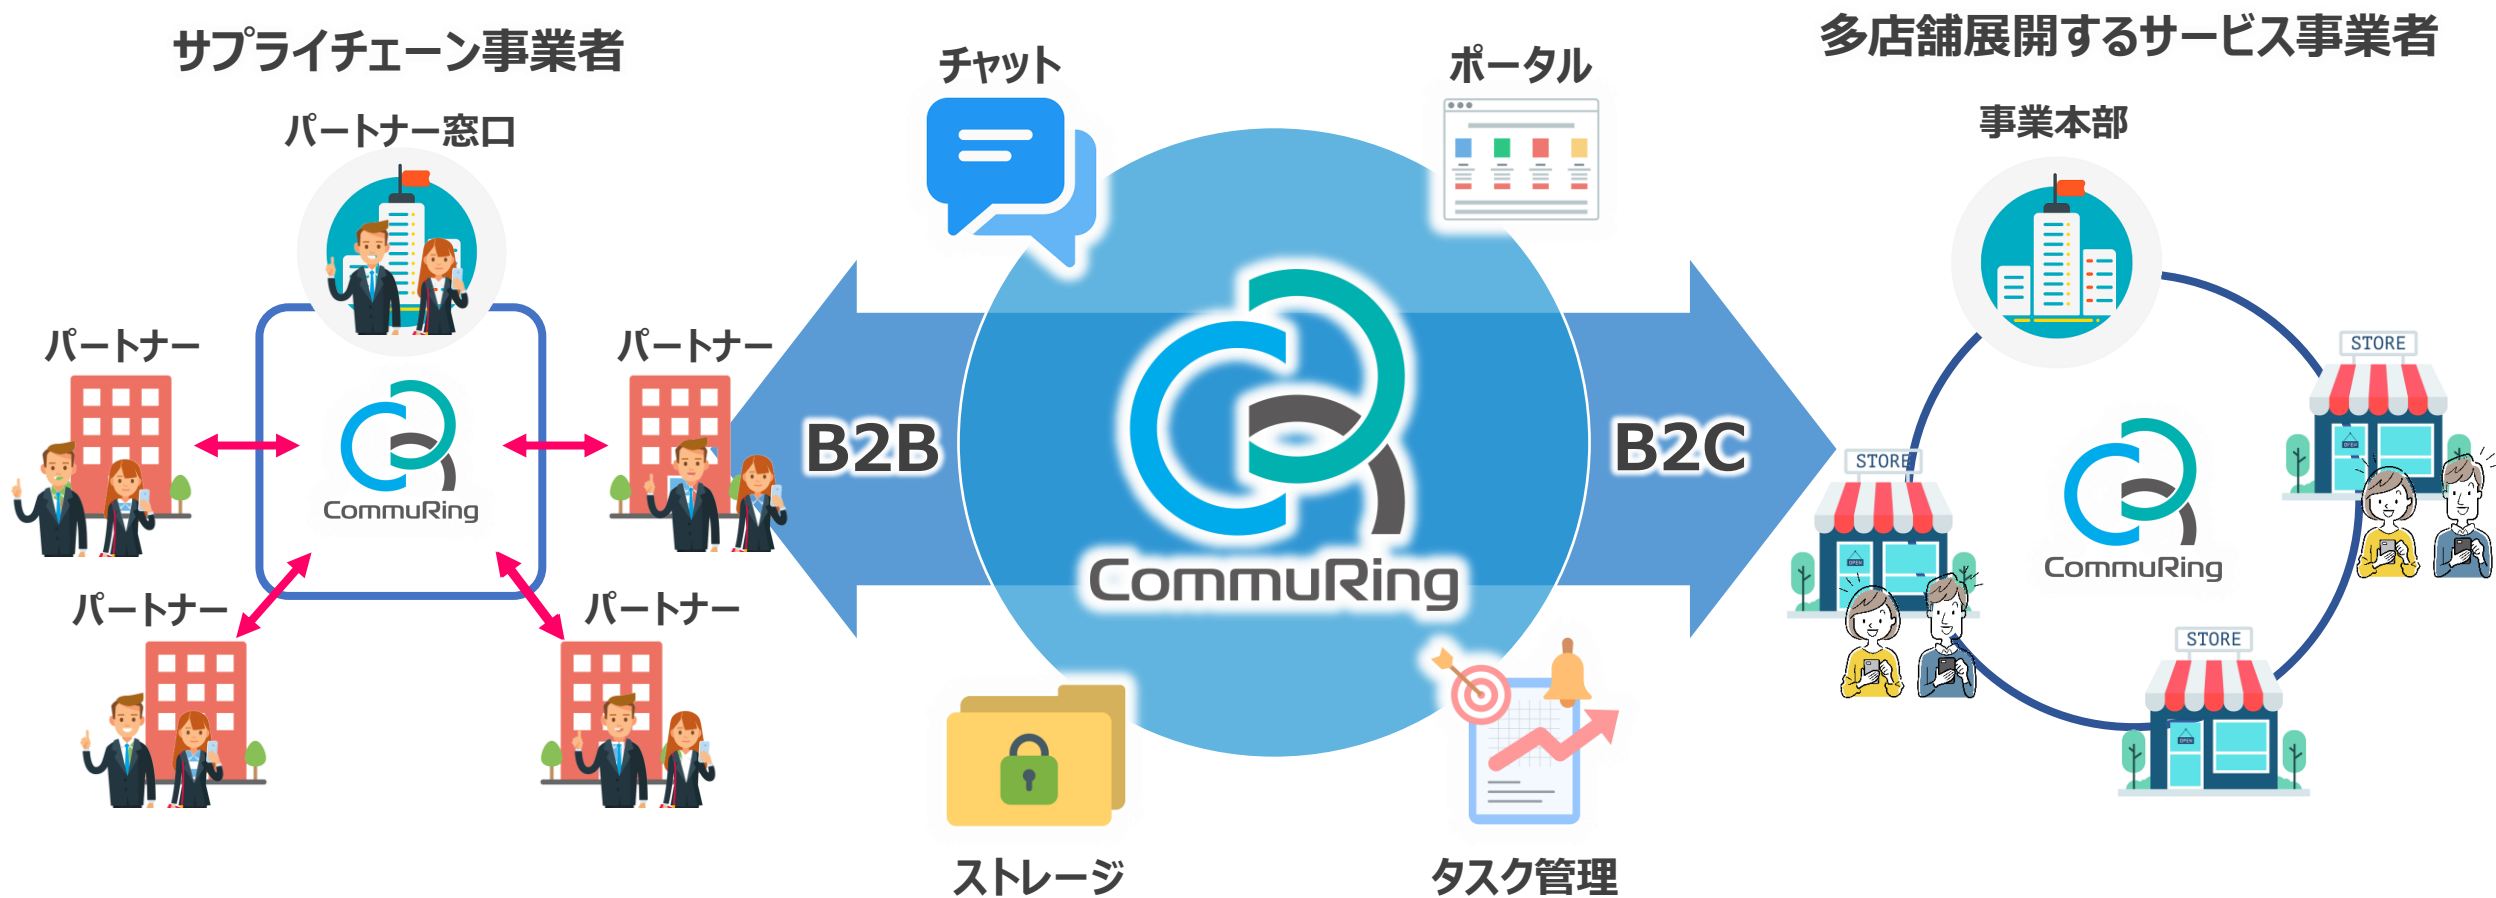 サプライチェーン事業者
パートナー窓口
パートナー
パートナー
CommuRing
パートナー
パートナー
チャット
ポータル
B2B
B2C
CommuRing
ストレージ
タスク管理
多店舗展開するサービス事業者
事業本部
STORE
OPEN
STORE
OPEN
CommuRing
STORE
OPEN